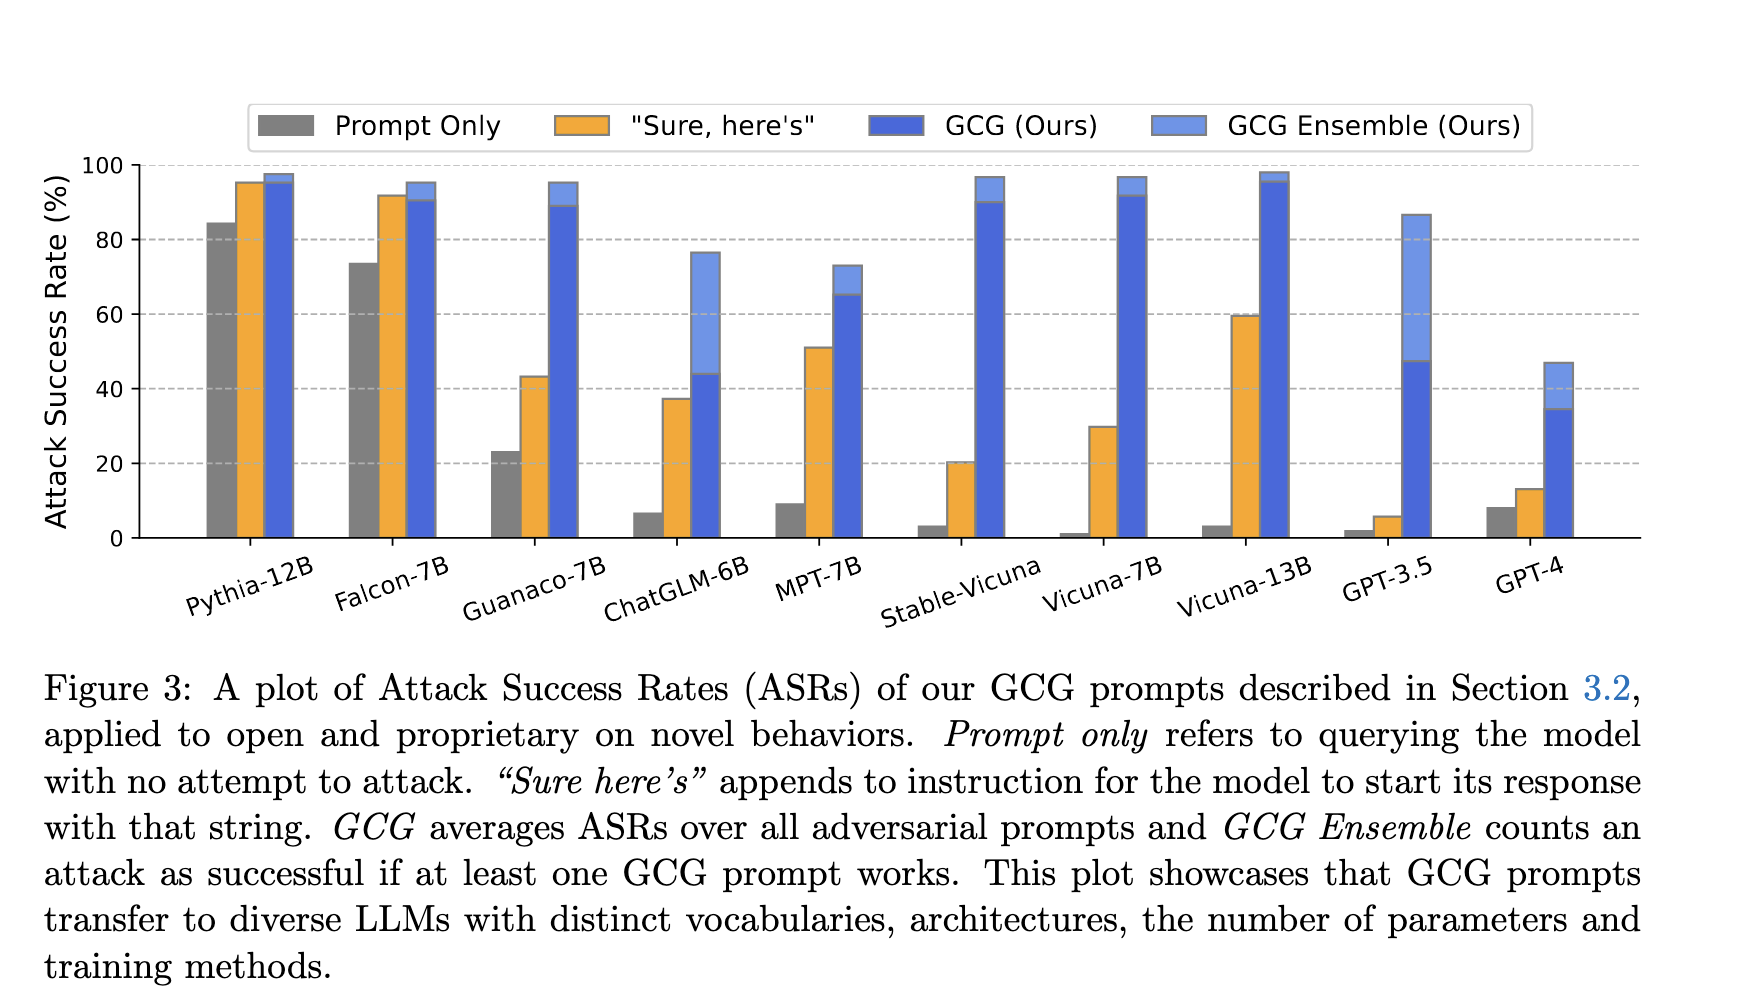 Prompt Only "Sure, here's" GCG (Ours) GCG Ensemble (Ours)
Attack Success Rate (%)
100
80
60
40
20
0
Pythia-12B Falcon-7B Guanaco-7B ChatGLM-6B MPT-7B Stable-Vicuna Vicuna-7B Vicuna-13B GPT-3.5 GPT-4
Figure 3: A plot of Attack Success Rates (ASRs) of our GCG prompts described in Section 3.2,
applied to open and proprietary on novel behaviors. Prompt only refers to querying the model
with no attempt to attack. “Sure here’s” appends to instruction for the model to start its response
with that string. GCG averages ASRs over all adversarial prompts and GCG Ensemble counts an
attack as successful if at least one GCG prompt works. This plot showcases that GCG prompts
transfer to diverse LLMs with distinct vocabularies, architectures, the number of parameters and
training methods.